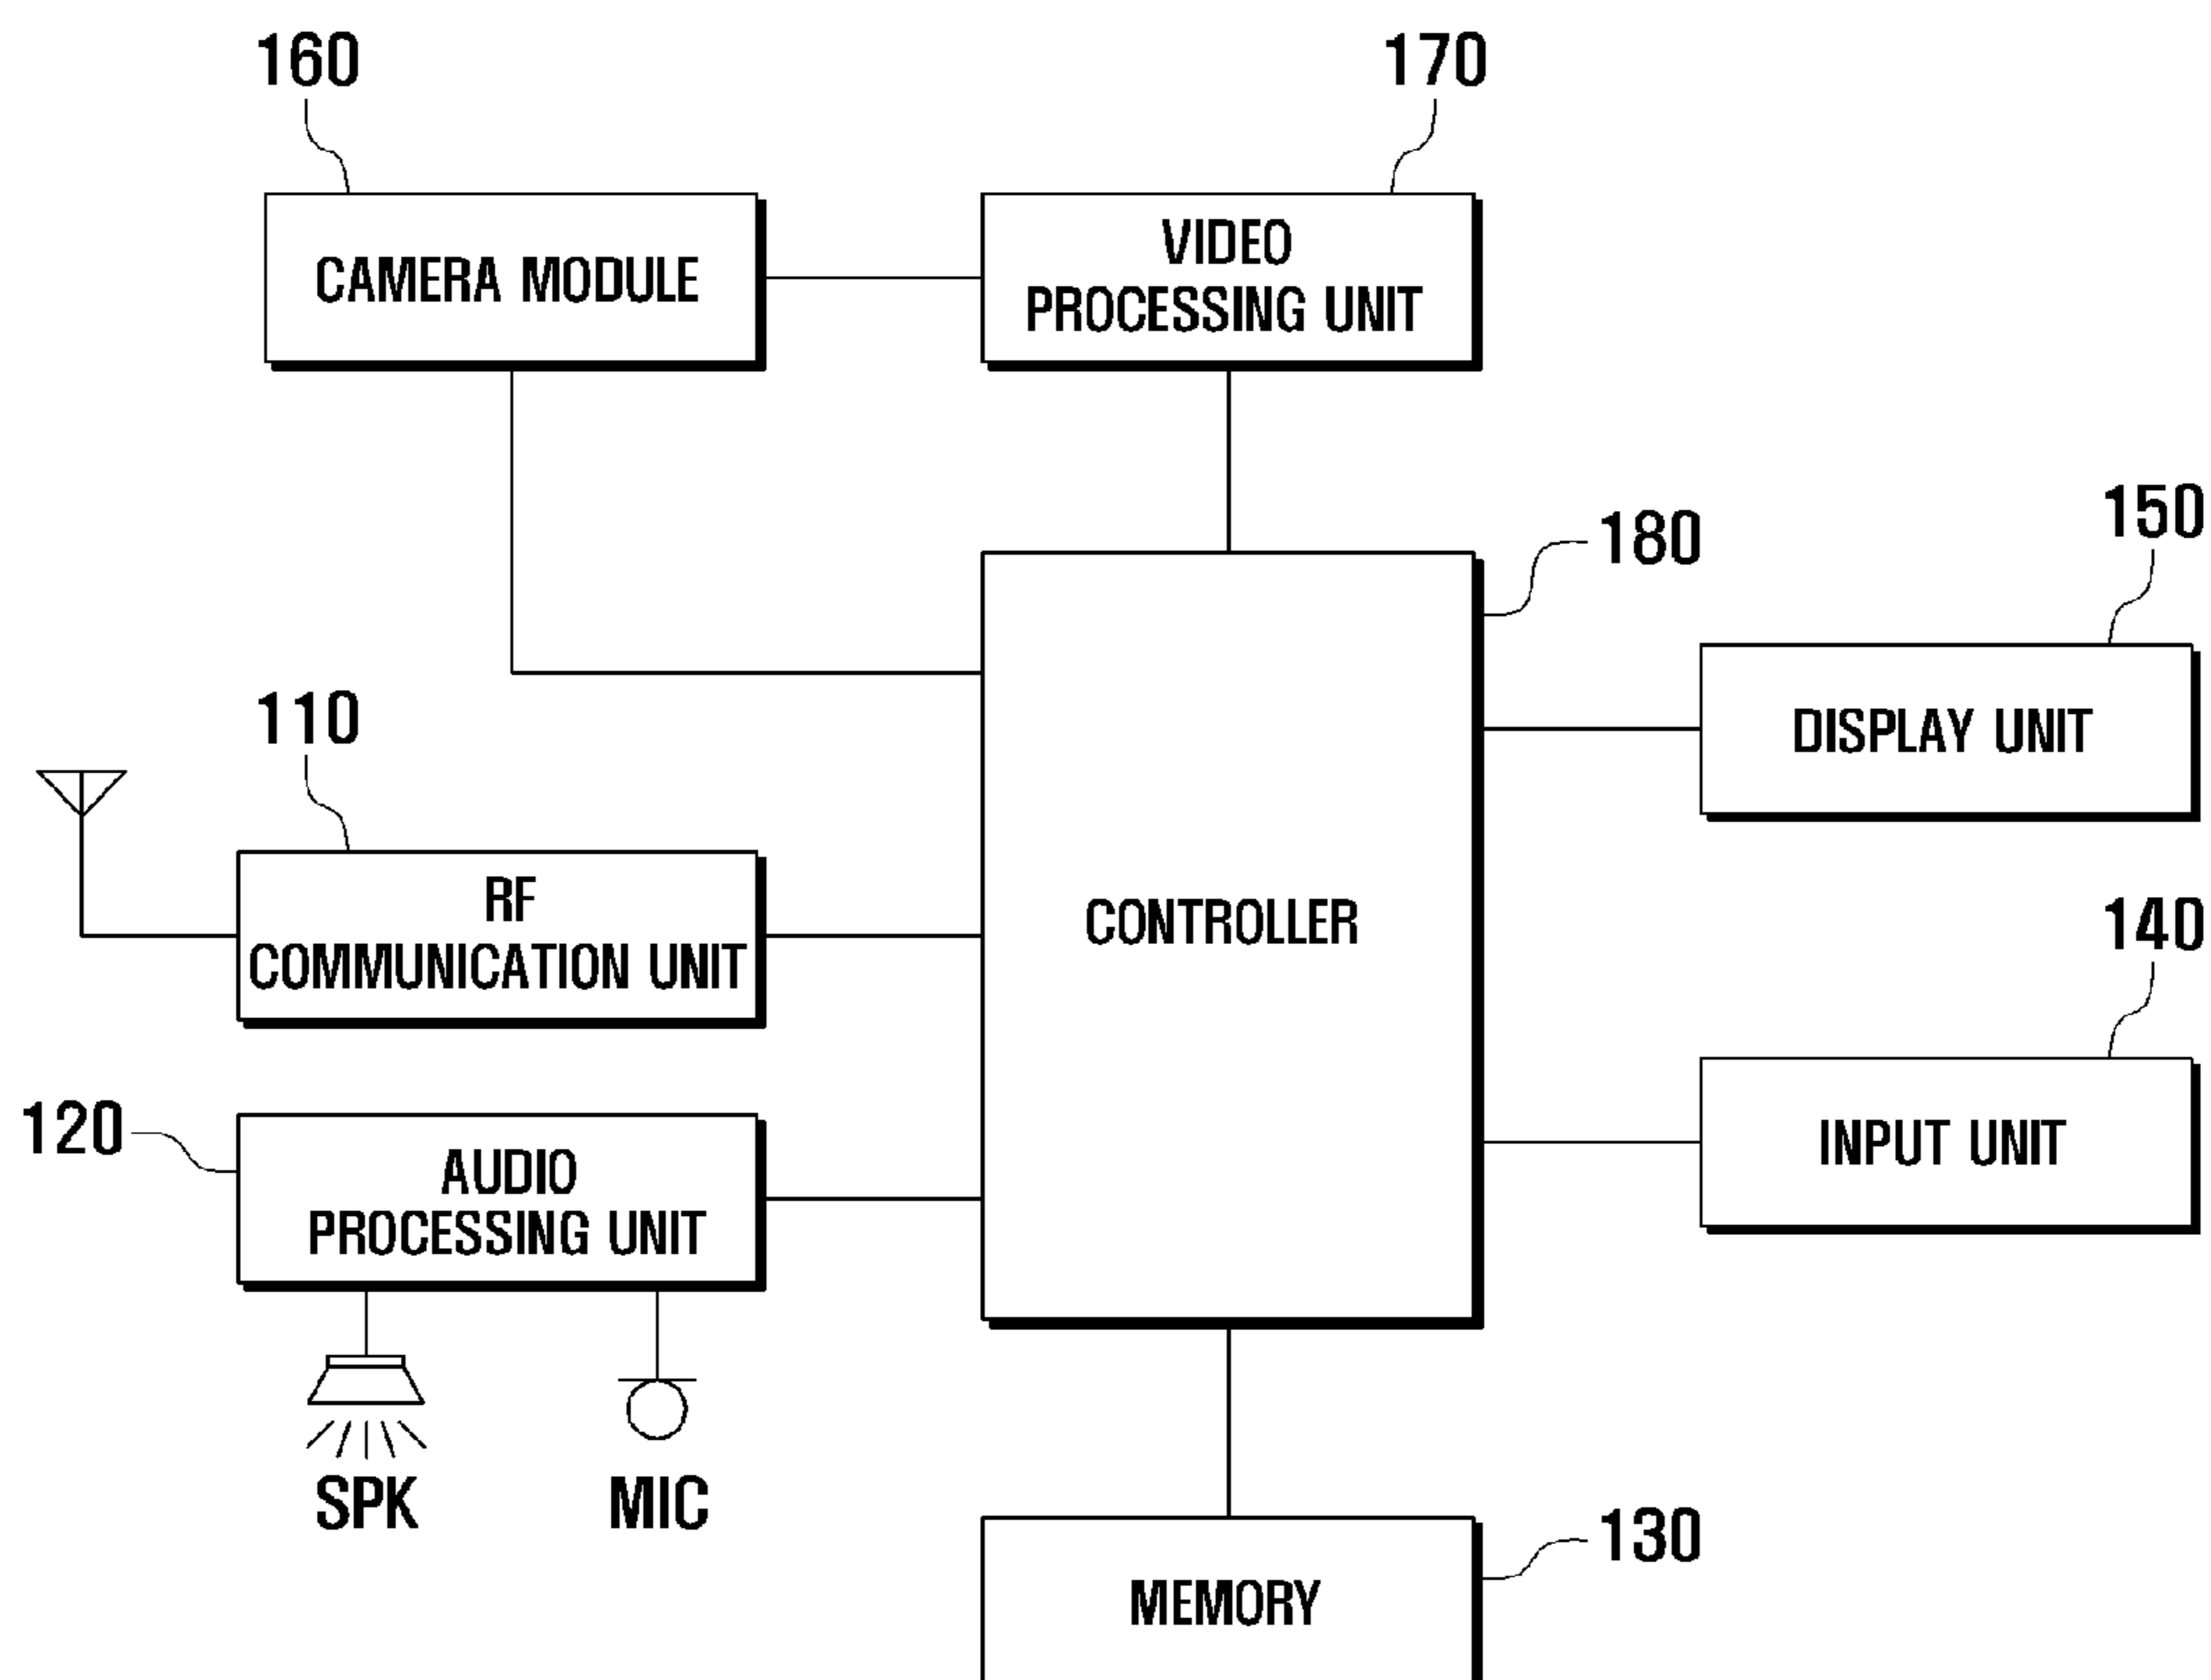 160
170
CAMERA MODULE
VIDEO
PROCESSING UNIT
180
150
DISPLAY UNIT
110
RF
COMMUNICATION UNIT
CONTROLLER
140
INPUT UNIT
120
AUDIO
PROCESSING UNIT
SPK
MIC
130
MEMORY